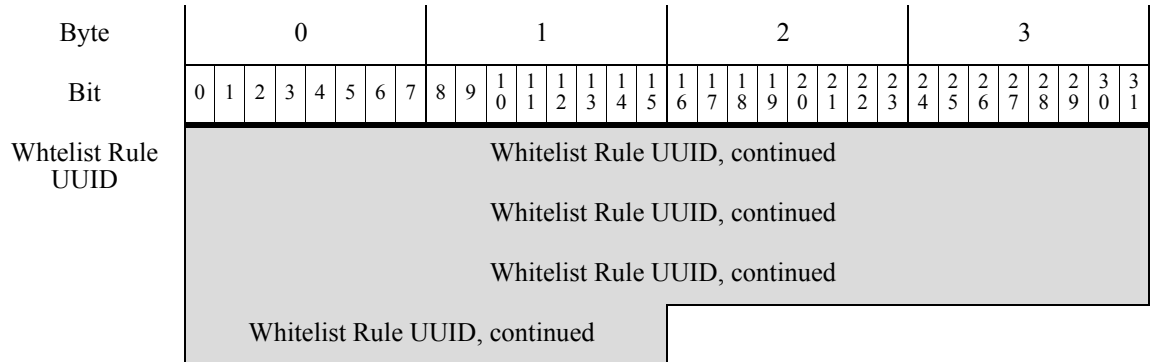 Byte 0 1 2 3
Bit 0 1 2 3 4 5 6 7 8 9 10 11 12 13 14 15 16 17 18 19 20 21 22 23 24 25 26 27 28 29 30 31
Whtelist Rule
UUID
Whitelist Rule UUID, continued
Whitelist Rule UUID, continued
Whitelist Rule UUID, continued
Whitelist Rule UUID, continued